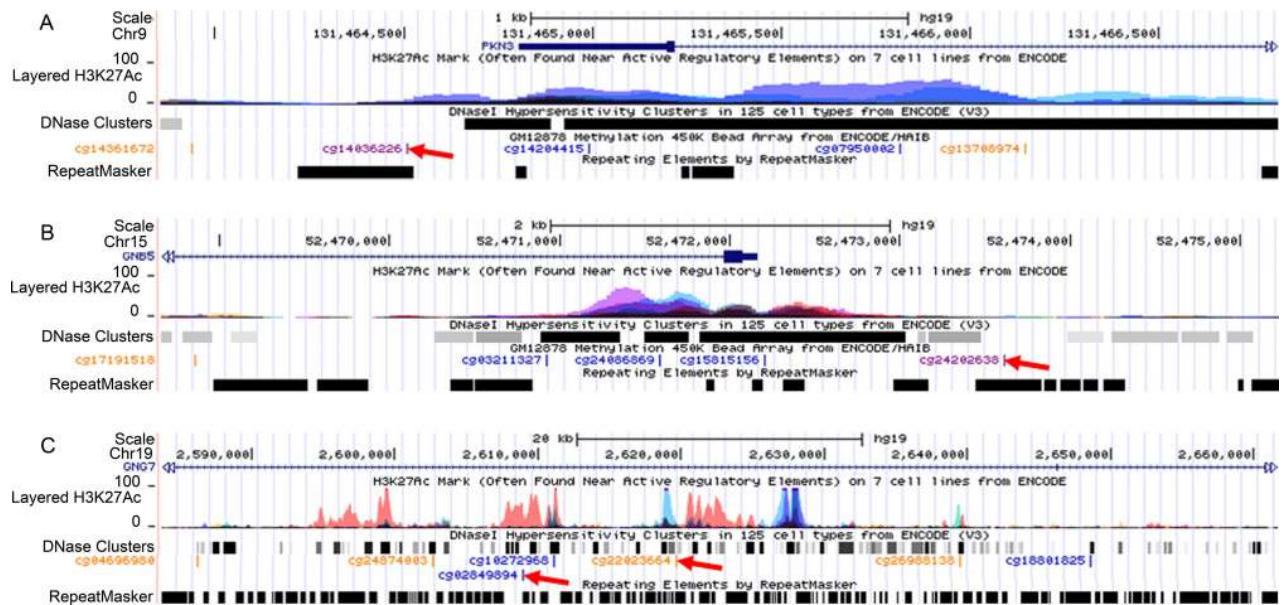 A
Scale 1 kb hg19
Chr9 131,464,500 131,465,000 131,465,500 131,466,000 131,466,500
PKN3
H3K27Ac Mark (Often Found Near Active Regulatory Elements) on 7 cell lines from ENCODE
100
Layered H3K27Ac
0
DNaseI Hypersensitivity Clusters in 125 cell types from ENCODE (V3)
DNase Clusters
GM12878 Methylation 450K Bead Array from ENCODE/HAIB
cg14361672 cg14036226 cg14204415 cg07950002 cg13708974
Repeating Elements by RepeatMasker
RepeatMasker
B
Scale 2 kb hg19
Chr15 52,470,000 52,471,000 52,472,000 52,473,000 52,474,000 52,475,000
GNB5
H3K27Ac Mark (Often Found Near Active Regulatory Elements) on 7 cell lines from ENCODE
100
Layered H3K27Ac
0
DNaseI Hypersensitivity Clusters in 125 cell types from ENCODE (V3)
DNase Clusters
GM12878 Methylation 450K Bead Array from ENCODE/HAIB
cg17191518 cg03211327 cg24086869 cg15815156 cg24202638
Repeating Elements by RepeatMasker
RepeatMasker
C
Scale 20 kb hg19
Chr19 2,590,000 2,600,000 2,610,000 2,620,000 2,630,000 2,640,000 2,650,000 2,660,000
GNG7
H3K27Ac Mark (Often Found Near Active Regulatory Elements) on 7 cell lines from ENCODE
100
Layered H3K27Ac
0
DNaseI Hypersensitivity Clusters in 125 cell types from ENCODE (V3)
DNase Clusters
cg04696980 cg24874003 cg10272968 cg22023664 cg26988138 cg18801825
cg02849894
Repeating Elements by RepeatMasker
RepeatMasker